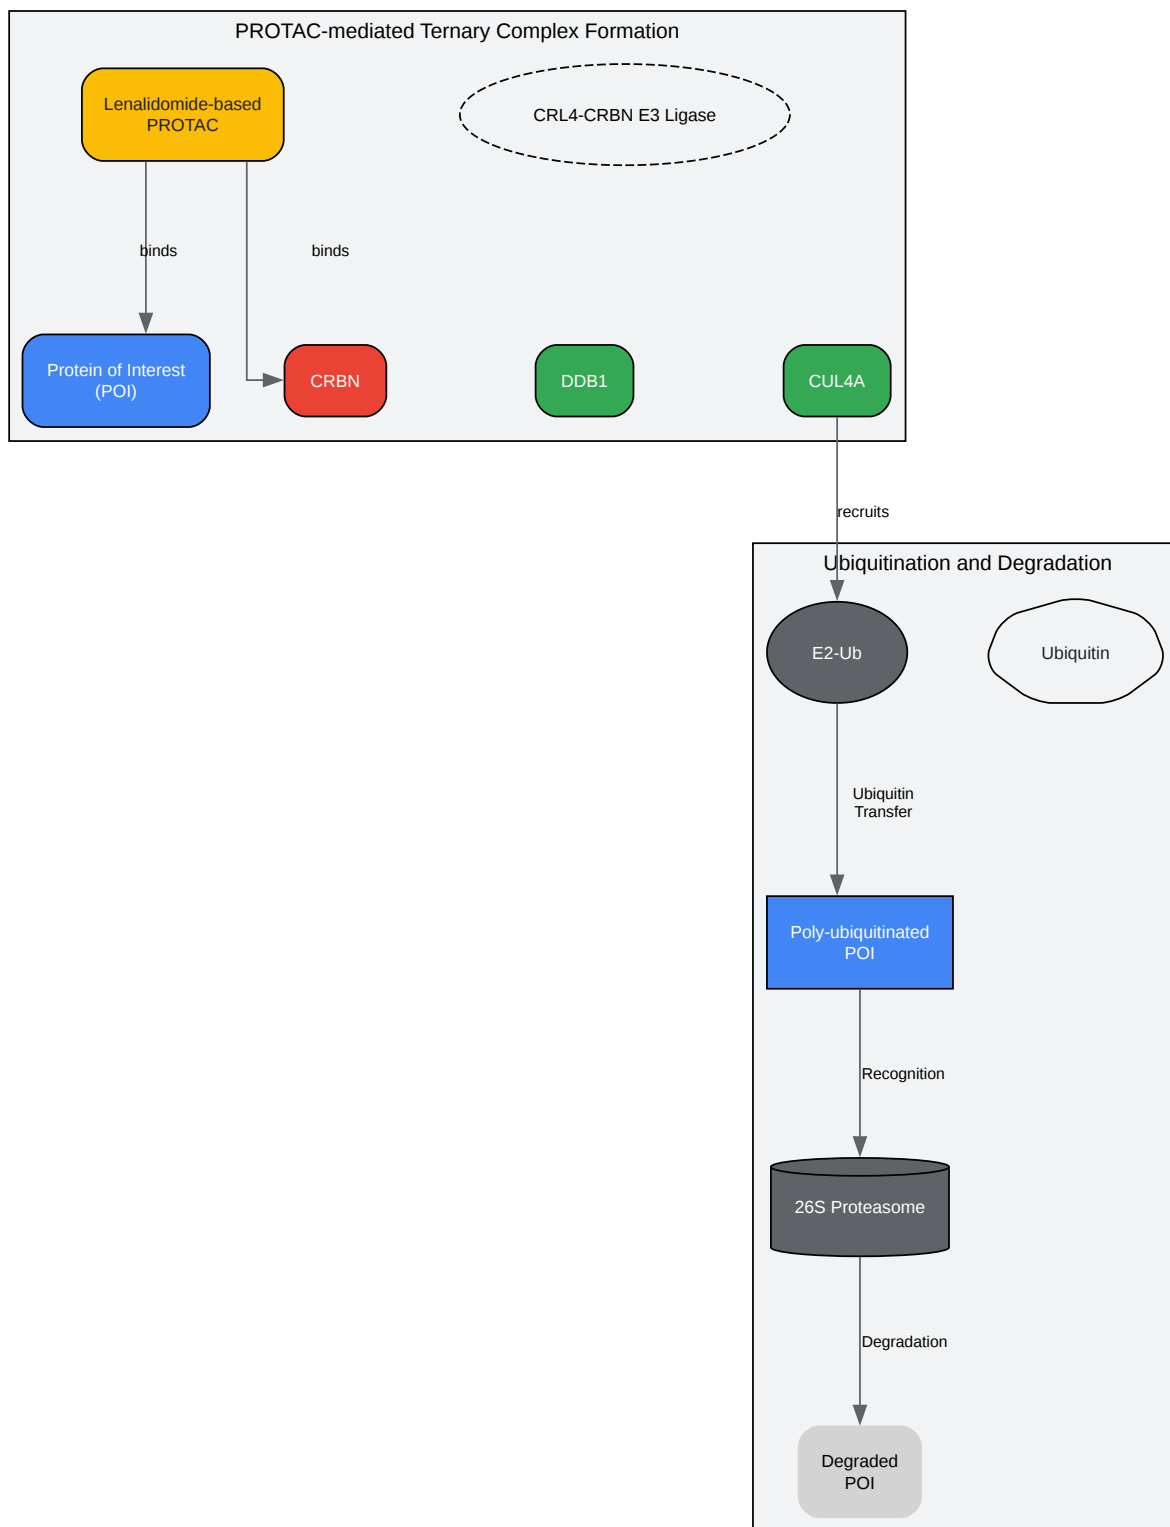 PROTAC-mediated Ternary Complex Formation
Lenalidomide-based
PROTAC
CRL4-CRBN E3 Ligase
binds
binds
Protein of Interest
(POI)
CRBN
DDB1
CUL4A
recruits
Ubiquitination and Degradation
E2-Ub
Ubiquitin
Ubiquitin
Transfer
Poly-ubiquitinated
POI
Recognition
26S Proteasome
Degradation
Degraded
POI